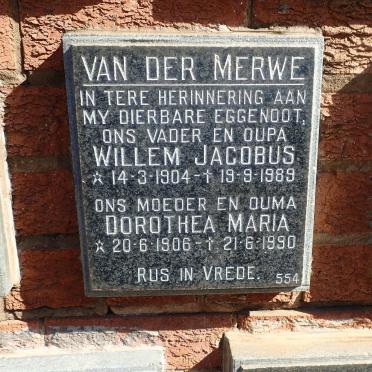 VAN DER MERWE
IN TERE HERINNERING AAN
MY DIERBARE EGGENOOT,
ONS VADER EN OUPA
WILLEM JACOBUS
* 14-3-1904 - † 19-9-1989
ONS MOEDER EN OUMA
DOROTHEA MARIA
* 20-6-1906 - † 21-6-1990
RUS IN VREDE. 554